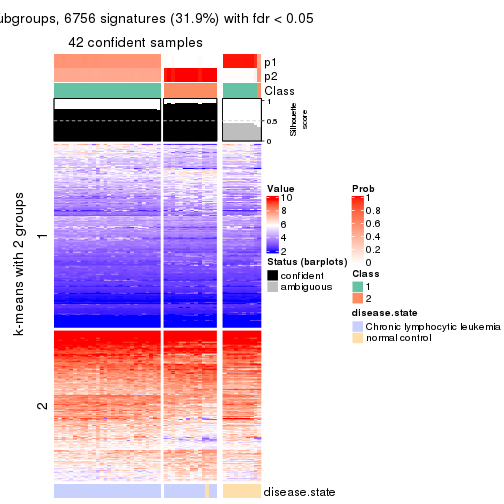 ubgroups, 6756 signatures (31.9%) with fdr < 0.05
42 confident samples
p1
p2
Class
1
0.5
0
Silhouette
score
k-means with 2 groups
1
2
Value
10
8
6
4
2
Status (barplots)
confident
ambiguous
Prob
1
0.8
0.6
0.4
0.2
0
Class
1
2
disease.state
Chronic lymphocytic leukemia
normal control
disease.state